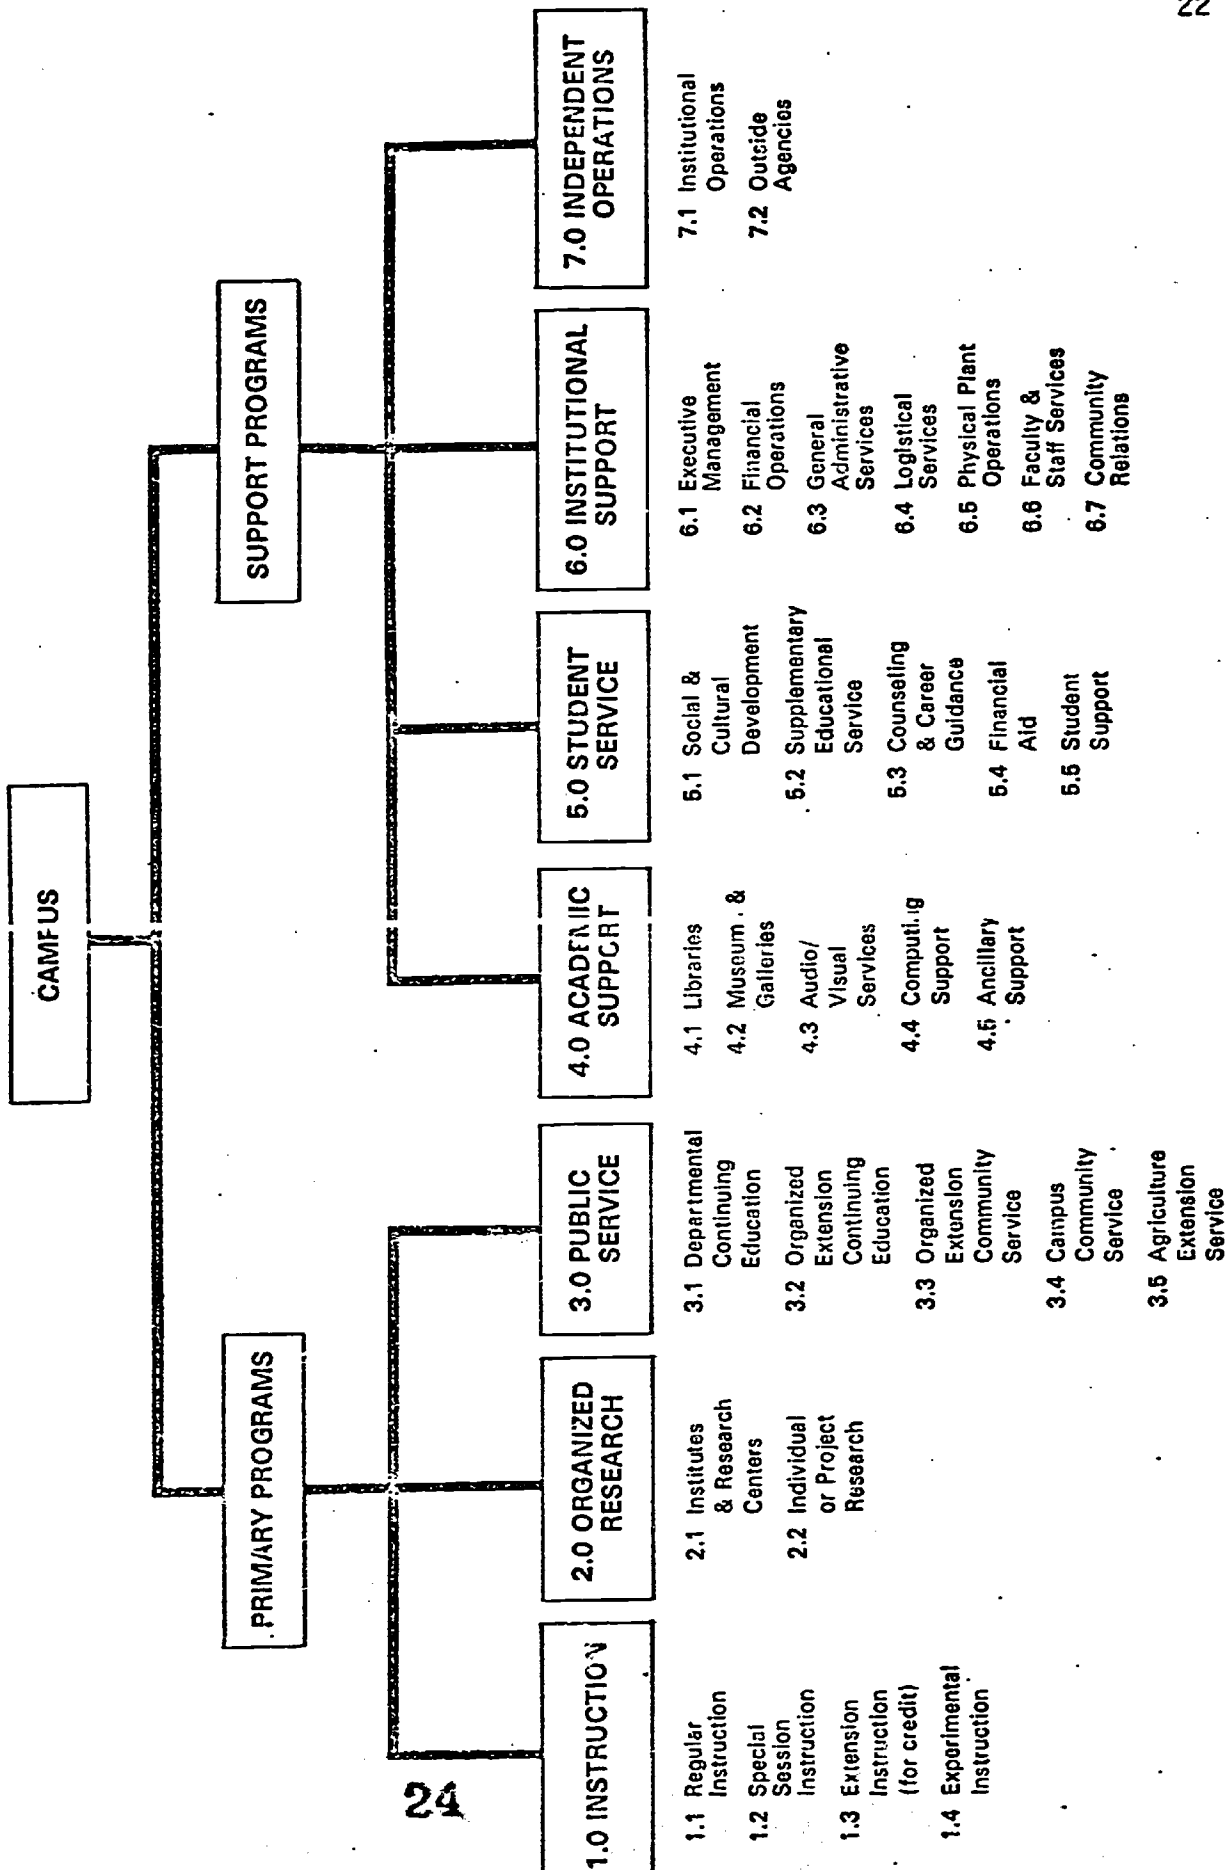 22
CAMPUS
PRIMARY PROGRAMS
SUPPORT PROGRAMS
1.0 INSTRUCTION
1.1 Regular
Instruction
1.2 Special
Session
Instruction
1.3 Extension
Instruction
(for credit)
1.4 Experimental
Instruction
2.0 ORGANIZED
RESEARCH
2.1 Institutes
& Research
Centers
2.2 Individual
or Project
Research
3.0 PUBLIC
SERVICE
3.1 Departmental
Continuing
Education
3.2 Organized
Extension
Continuing
Education
3.3 Organized
Extension
Community
Service
3.4 Campus
Community
Service
3.5 Agriculture
Extension
Service
4.0 ACADEMIC
SUPPORT
4.1 Libraries
4.2 Museum . &
Galleries
4.3 Audio/
Visual
Services
4.4 Computing
Support
4.5 Ancillary
Support
5.0 STUDENT
SERVICE
5.1 Social &
Cultural
Development
5.2 Supplementary
Educational
Service
5.3 Counseling
& Career
Guidance
5.4 Financial
Aid
5.5 Student
Support
6.0 INSTITUTIONAL
SUPPORT
6.1 Executive
Management
6.2 Financial
Operations
6.3 General
Administrative
Services
6.4 Logistical
Services
6.5 Physical Plant
Operations
6.6 Faculty &
Staff Services
6.7 Community
Relations
7.0 INDEPENDENT
OPERATIONS
7.1 Institutional
Operations
7.2 Outside
Agencies
24